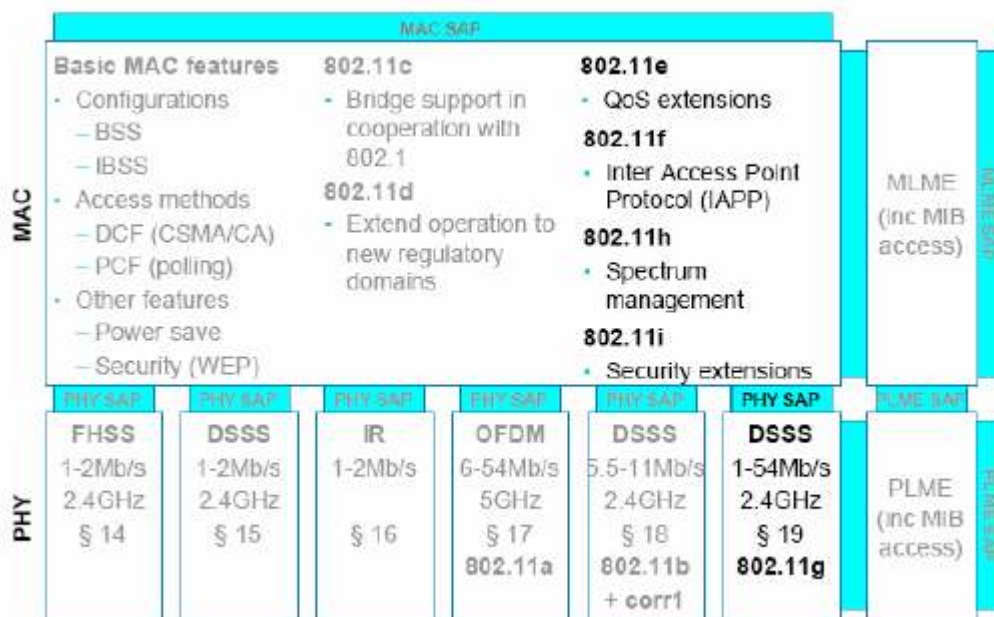 MAC SAP
MAC
Basic MAC features
• Configurations
– BSS
– IBSS
• Access methods
– DCF (CSMA/CA)
– PCF (polling)
• Other features
– Power save
– Security (WEP)
802.11c
• Bridge support in
cooperation with
802.1
802.11d
• Extend operation to
new regulatory
domains
802.11e
• QoS extensions
802.11f
• Inter Access Point
Protocol (IAPP)
802.11h
• Spectrum
management
802.11i
• Security extensions
MLME
(inc MIB
access)
MLME SAP
PHY SAP
PHY SAP
PHY SAP
PHY SAP
PHY SAP
PHY SAP
PLME SAP
PHY
FHSS
1-2Mb/s
2.4GHz
§ 14
DSSS
1-2Mb/s
2.4GHz
§ 15
IR
1-2Mb/s
§ 16
OFDM
6-54Mb/s
5GHz
§ 17
802.11a
DSSS
5.5-11Mb/s
2.4GHz
§ 18
802.11b
+ corr1
DSSS
1-54Mb/s
2.4GHz
§ 19
802.11g
PLME
(inc MIB
access)
PLME SAP